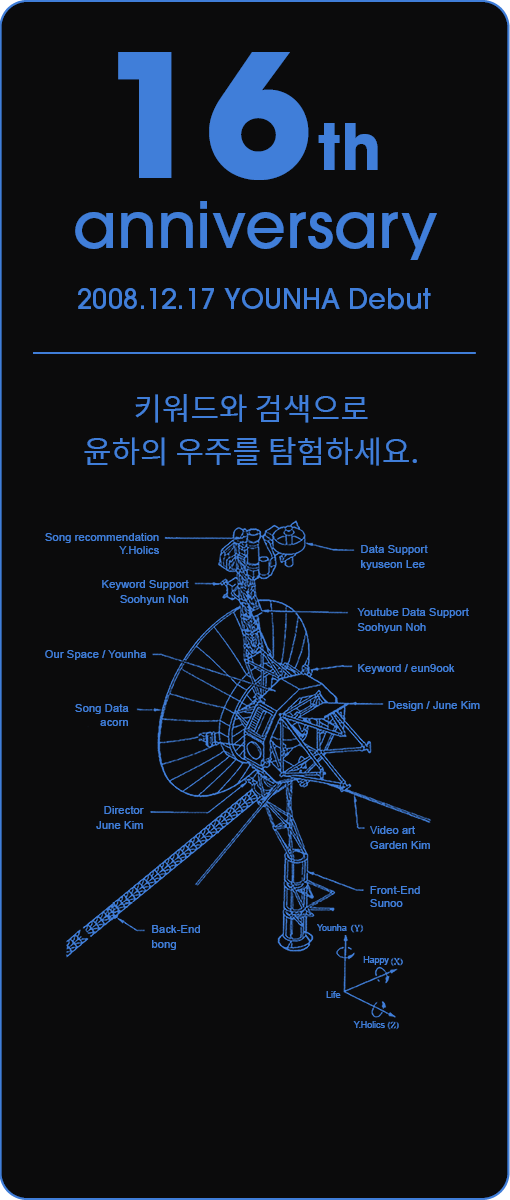 16th
anniversary
2008.12.17 YOUNHA Debut
키워드와 검색으로
윤하의 우주를 탐험하세요.
Song recommendation
Y.Holics
Data Support
kyuseon Lee
Keyword Support
Soohyun Noh
Youtube Data Support
Soohyun Noh
Our Space / Younha
Keyword / eun9ook
Song Data
acorn
Design / June Kim
Director
June Kim
Video art
Garden Kim
Front-End
Sunoo
Back-End
bong
Younha (Y)
Happy (X)
Life
Y.Holics (Z)